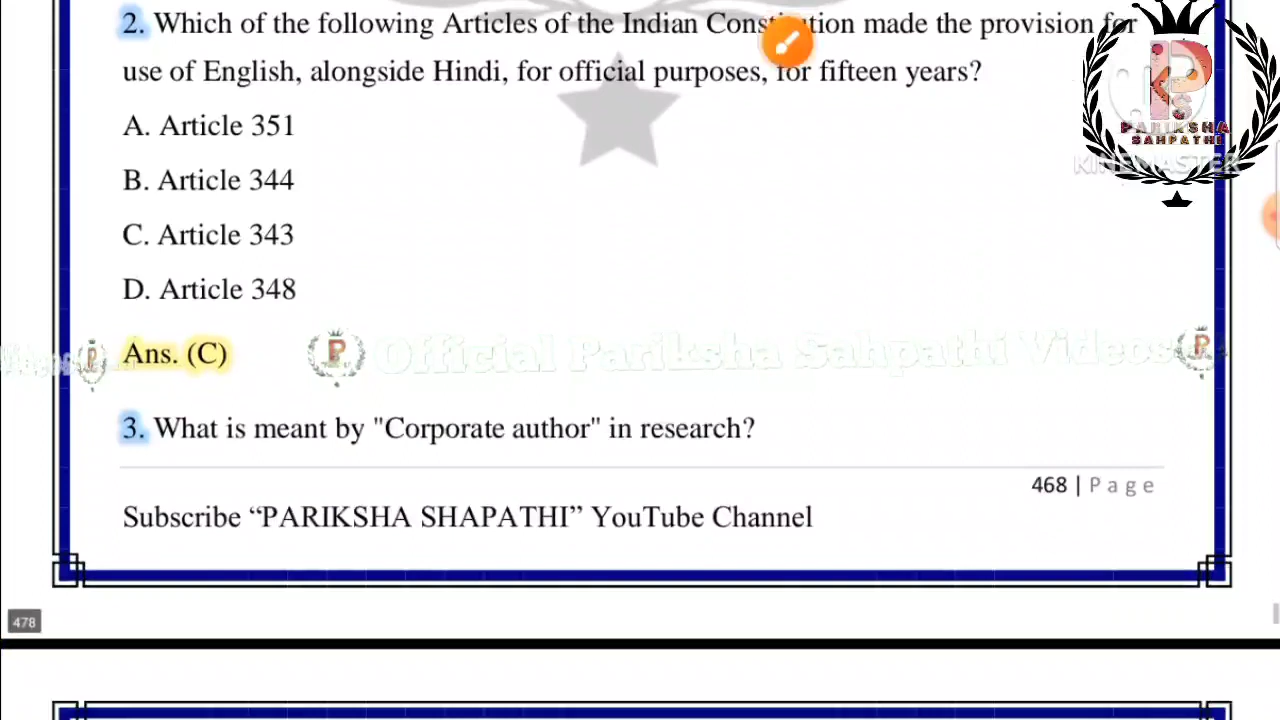 2. Which of the following Articles of the Indian Constitution made the provision for
use of English, alongside Hindi, for official purposes, for fifteen years?
A. Article 351
B. Article 344
C. Article 343
D. Article 348
PARIKSHA
SAHPATHI
KINEMASTER
Ans. (C)
Official Pariksha Sahpathi Videos
3. What is meant by "Corporate author" in research?
468 | Page
Subscribe “PARIKSHA SHAPATHI” YouTube Channel
478